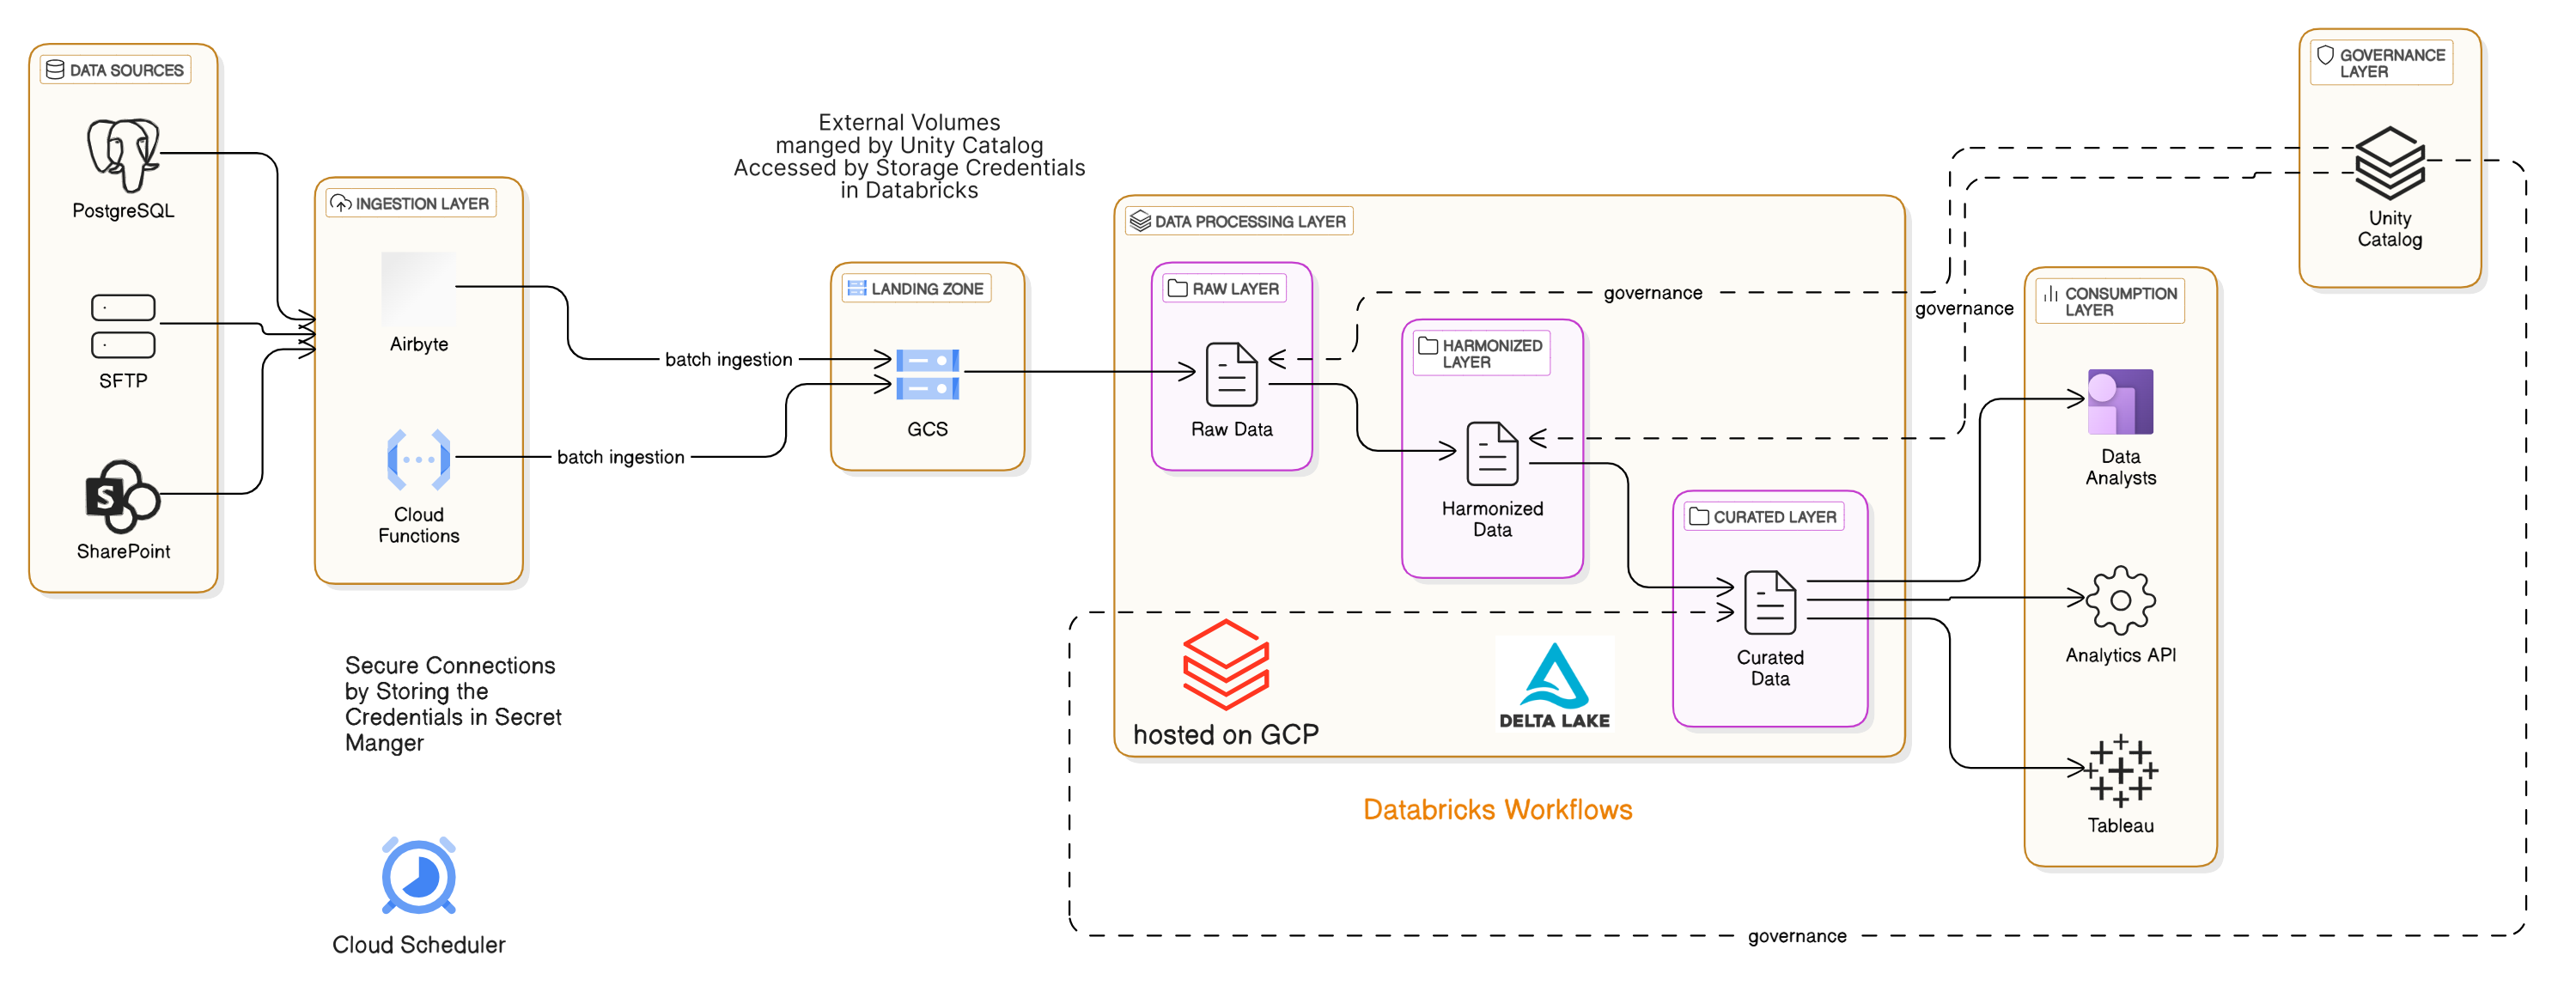 DATA SOURCES
PostgreSQL
SFTP
SharePoint
INGESTION LAYER
Airbyte
Cloud
Functions
Secure Connections
by Storing the
Credentials in Secret
Manger
Cloud Scheduler
batch ingestion
batch ingestion
External Volumes
manged by Unity Catalog
Accessed by Storage Credentials
in Databricks
LANDING ZONE
GCS
DATA PROCESSING LAYER
RAW LAYER
Raw Data
HARMONIZED
LAYER
Harmonized
Data
CURATED LAYER
Curated
Data
hosted on GCP
DELTA LAKE
Databricks Workflows
governance
governance
governance
CONSUMPTION
LAYER
Data
Analysts
Analytics API
Tableau
GOVERNANCE
LAYER
Unity
Catalog